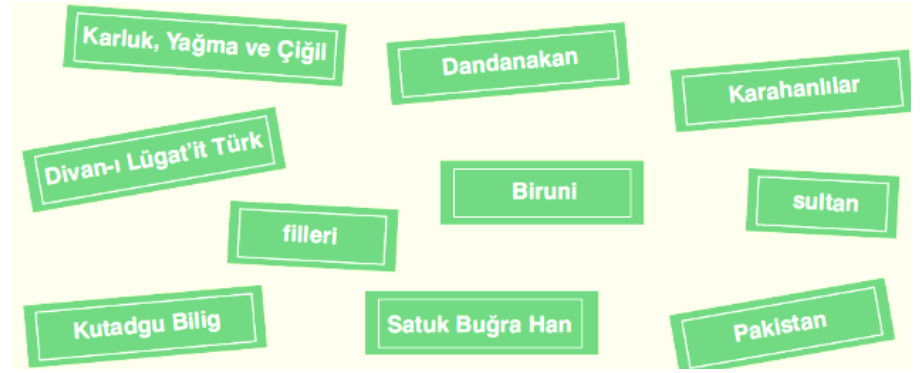 Karluk, Yağma ve Çiğil
Dandanakan
Karahanlılar
Divan-ı Lügat'it Türk
Biruni
sultan
filleri
Kutadgu Bilig
Satuk Buğra Han
Pakistan